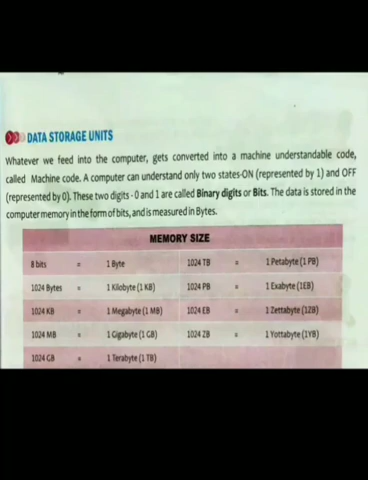 DATA STORAGE UNITS
Whatever we feed into the computer, gets converted into a machine understandable code,
called Machine code. A computer can understand only two states-ON (represented by 1) and OFF
(represented by 0). These two digits - 0 and 1 are called Binary digits or Bits. The data is stored in the
computer memory in the form of bits, and is measured in Bytes.
MEMORY SIZE
8 bits = 1 Byte 1024 TB = 1 Petabyte (1 PB)
1024 Bytes = 1 Kilobyte (1 KB) 1024 PB = 1 Exabyte (1EB)
1024 KB = 1 Megabyte (1 MB) 1024 EB = 1 Zettabyte (1ZB)
1024 MB = 1 Gigabyte (1 GB) 1024 ZB = 1 Yottabyte (1YB)
1024 GB = 1 Terabyte (1 TB)